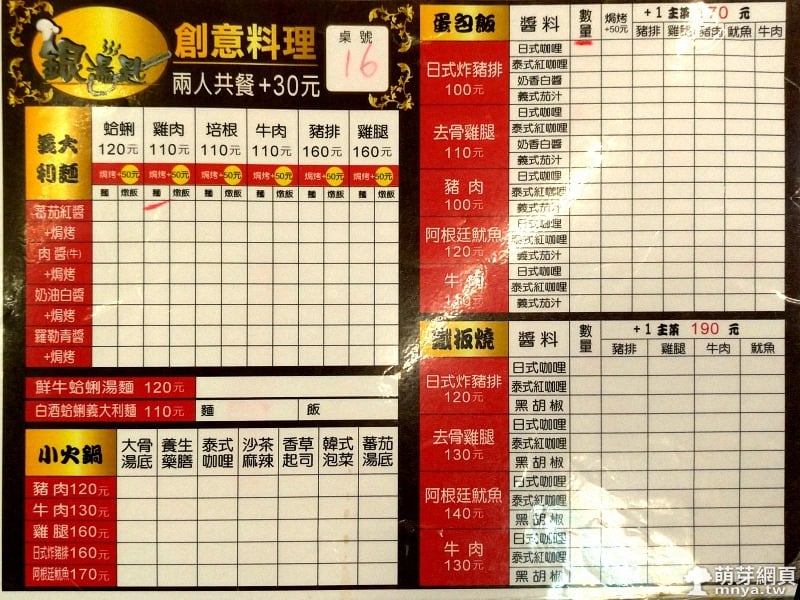 銀湯匙
創意料理
兩人共餐+30元
桌號
16
義大利麵
蛤蜊 雞肉 培根 牛肉 豬排 雞腿
120元 110元 110元 110元 160元 160元
焗烤+50元 焗烤+50元 焗烤+50元 焗烤+50元 焗烤+50元 焗烤+50元
麵 燉飯 麵 燉飯 麵 燉飯 麵 燉飯 麵 燉飯 麵 燉飯
蕃茄紅醬
+焗烤
肉醬(牛)
+焗烤
奶油白醬
+焗烤
羅勒青醬
+焗烤
鮮牛蛤蜊湯麵 120元
白酒蛤蜊義大利麵 110元 麵 飯
小火鍋
大骨湯底 養生藥膳 泰式咖哩 沙茶麻辣 香草起司 韓式泡菜 蕃茄湯底
豬肉120元
牛肉130元
雞腿160元
日式炸豬排160元
阿根廷魷魚170元
蛋包飯 醬料 數量 焗烤+50元 +1主菜 170 元
豬排 雞腿 豬肉 魷魚 牛肉
日式炸豬排
100元
日式咖哩
泰式紅咖哩
奶香白醬
義式茄汁
去骨雞腿
110元
日式咖哩
泰式紅咖哩
奶香白醬
義式茄汁
豬肉
100元
日式咖哩
泰式紅咖哩
義式茄汁
阿根廷魷魚
120元
日式咖哩
泰式紅咖哩
義式茄汁
牛肉
日式咖哩
泰式紅咖哩
義式茄汁
鐵板燒 醬料 數量 +1主菜 190 元
豬排 雞腿 牛肉 魷魚
日式炸豬排
120元
日式咖哩
泰式紅咖哩
黑胡椒
去骨雞腿
130元
日式咖哩
泰式紅咖哩
黑胡椒
阿根廷魷魚
140元
日式咖哩
泰式紅咖哩
黑胡椒
牛肉
130元
日式咖哩
泰式紅咖哩
黑胡椒
萌芽網頁
mnya.tw